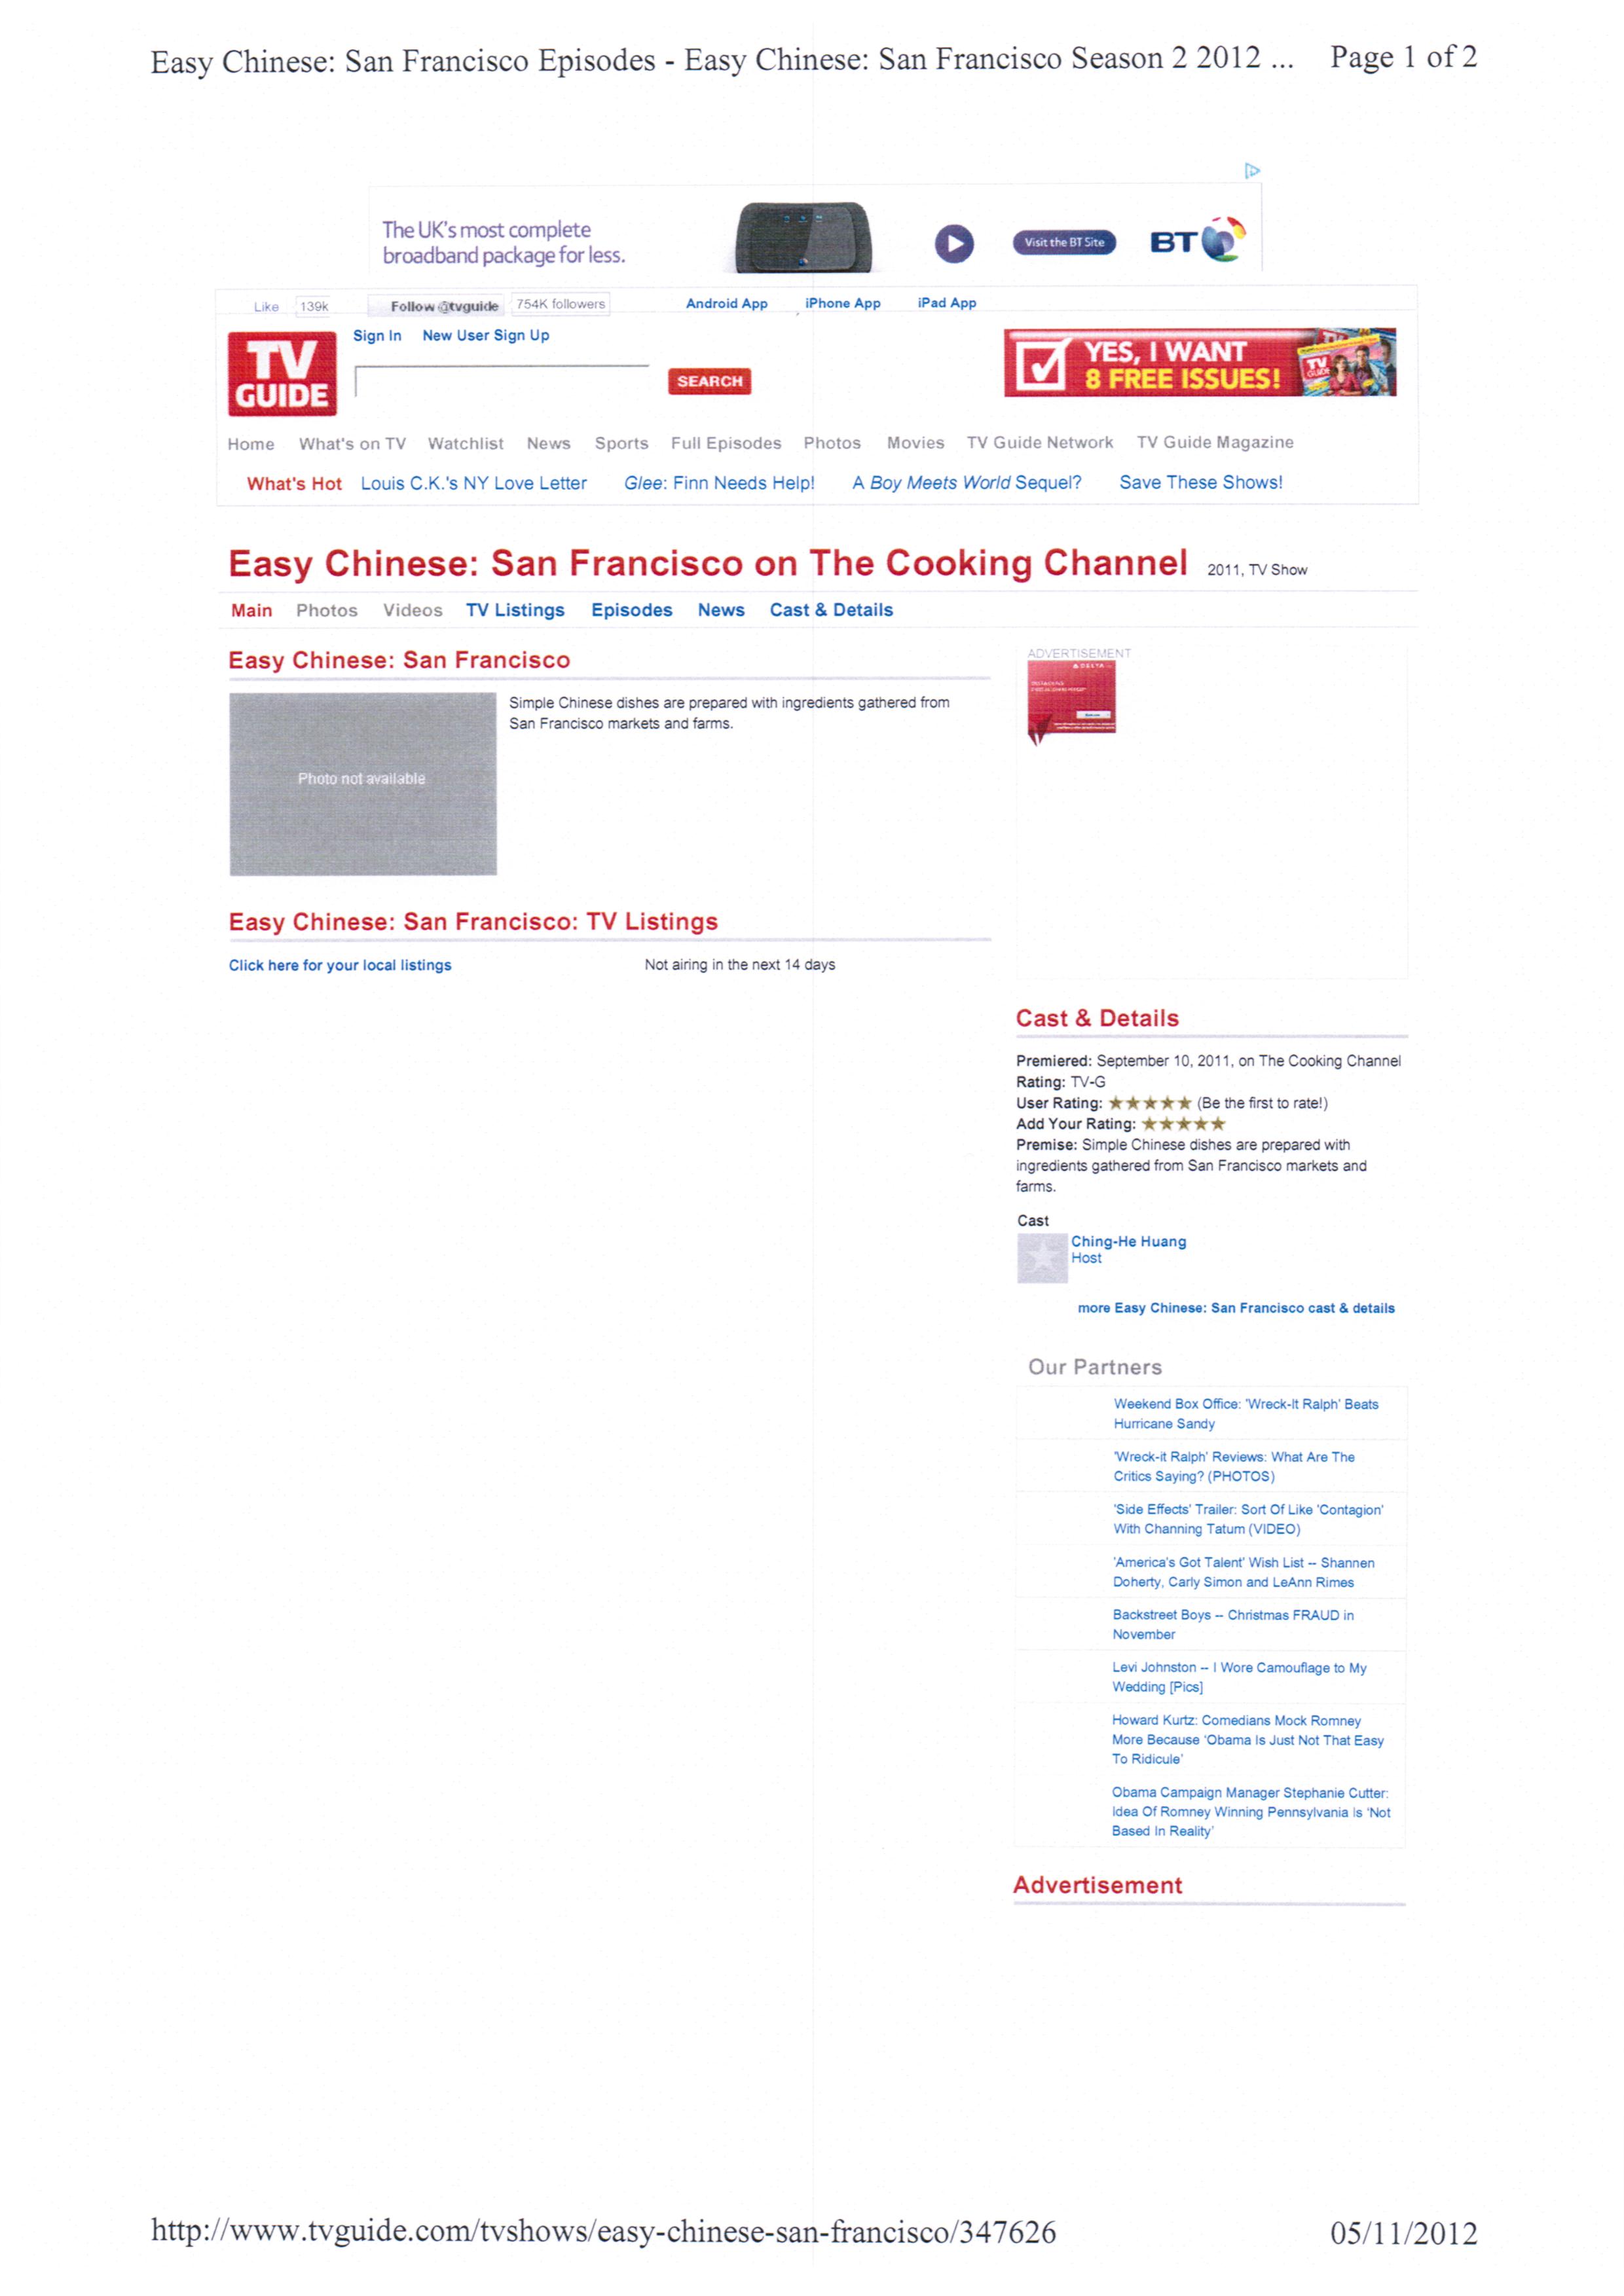 Easy Chinese: San Francisco Episodes - Easy Chinese: San Francisco Season 2 2012 ... Page 1 of 2
The UK's most complete
broadband package for less.
Visit the BT Site
BT
Like 139k Follow @tvguide 754K followers Android App iPhone App iPad App
TV
GUIDE
Sign In New User Sign Up
SEARCH
YES, I WANT
8 FREE ISSUES!
Home What's on TV Watchlist News Sports Full Episodes Photos Movies TV Guide Network TV Guide Magazine
What's Hot Louis C.K.'s NY Love Letter Glee: Finn Needs Help! A Boy Meets World Sequel? Save These Shows!
Easy Chinese: San Francisco on The Cooking Channel 2011, TV Show
Main Photos Videos TV Listings Episodes News Cast & Details
Easy Chinese: San Francisco
Photo not available
Simple Chinese dishes are prepared with ingredients gathered from
San Francisco markets and farms.
Easy Chinese: San Francisco: TV Listings
Click here for your local listings Not airing in the next 14 days
ADVERTISEMENT
DELTA
Cast & Details
Premiered: September 10, 2011, on The Cooking Channel
Rating: TV-G
User Rating: ★★★★★ (Be the first to rate!)
Add Your Rating: ★★★★★
Premise: Simple Chinese dishes are prepared with
ingredients gathered from San Francisco markets and
farms.
Cast
Ching-He Huang
Host
more Easy Chinese: San Francisco cast & details
Our Partners
Weekend Box Office: 'Wreck-It Ralph' Beats
Hurricane Sandy
'Wreck-it Ralph' Reviews: What Are The
Critics Saying? (PHOTOS)
'Side Effects' Trailer: Sort Of Like 'Contagion'
With Channing Tatum (VIDEO)
'America's Got Talent' Wish List -- Shannen
Doherty, Carly Simon and LeAnn Rimes
Backstreet Boys -- Christmas FRAUD in
November
Levi Johnston -- I Wore Camouflage to My
Wedding [Pics]
Howard Kurtz: Comedians Mock Romney
More Because 'Obama Is Just Not That Easy
To Ridicule'
Obama Campaign Manager Stephanie Cutter:
Idea Of Romney Winning Pennsylvania Is 'Not
Based In Reality'
Advertisement
http://www.tvguide.com/tvshows/easy-chinese-san-francisco/347626 05/11/2012